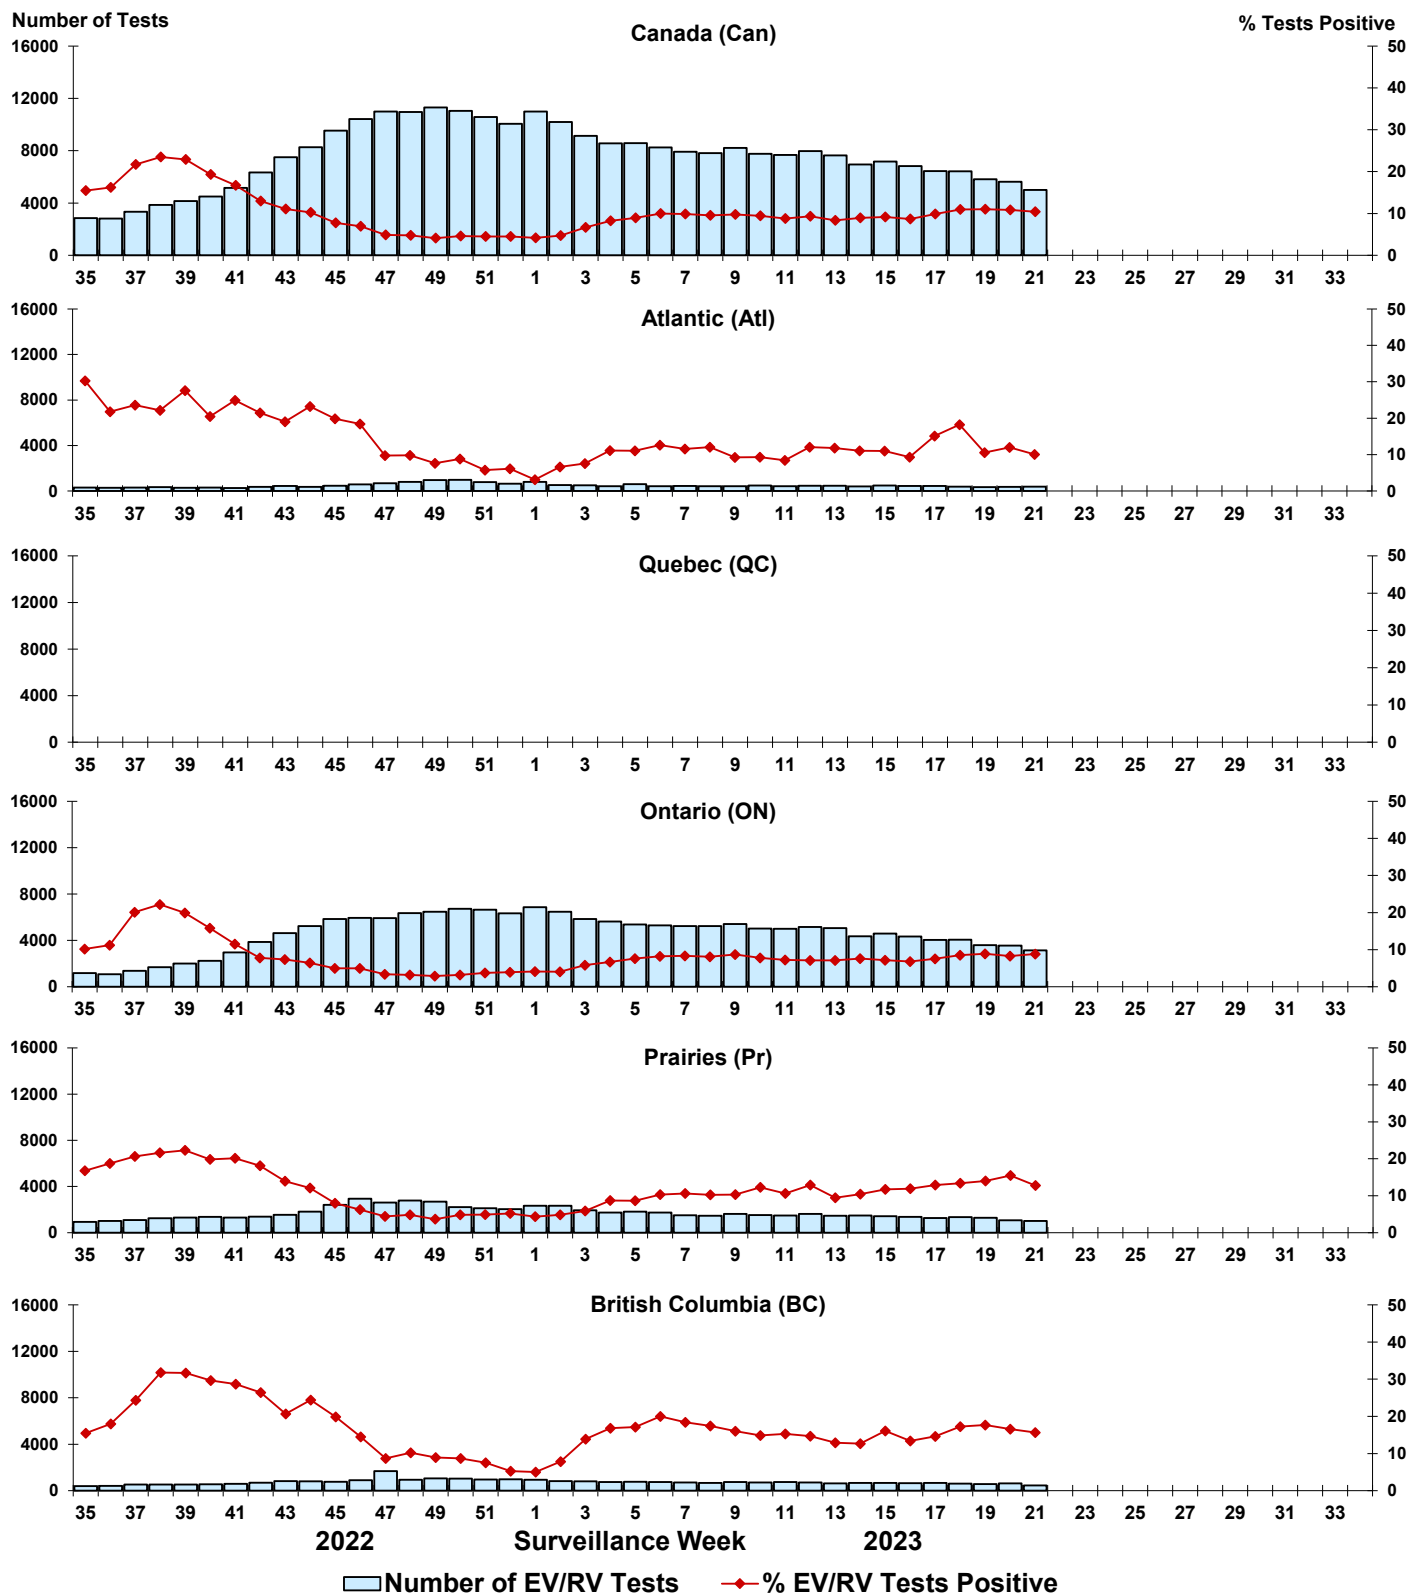 Number of Tests
% Tests Positive
Canada (Can)
16000 50
12000 40
8000 30
4000 20
0 10
0
35 37 39 41 43 45 47 49 51 1 3 5 7 9 11 13 15 17 19 21 23 25 27 29 31 33
Atlantic (Atl)
16000 50
12000 40
8000 30
4000 20
0 10
0
35 37 39 41 43 45 47 49 51 1 3 5 7 9 11 13 15 17 19 21 23 25 27 29 31 33
Quebec (QC)
16000 50
12000 40
8000 30
4000 20
0 10
0
35 37 39 41 43 45 47 49 51 1 3 5 7 9 11 13 15 17 19 21 23 25 27 29 31 33
Ontario (ON)
16000 50
12000 40
8000 30
4000 20
0 10
0
35 37 39 41 43 45 47 49 51 1 3 5 7 9 11 13 15 17 19 21 23 25 27 29 31 33
Prairies (Pr)
16000 50
12000 40
8000 30
4000 20
0 10
0
35 37 39 41 43 45 47 49 51 1 3 5 7 9 11 13 15 17 19 21 23 25 27 29 31 33
British Columbia (BC)
16000 50
12000 40
8000 30
4000 20
0 10
0
35 37 39 41 43 45 47 49 51 1 3 5 7 9 11 13 15 17 19 21 23 25 27 29 31 33
2022 Surveillance Week 2023
Number of EV/RV Tests % EV/RV Tests Positive